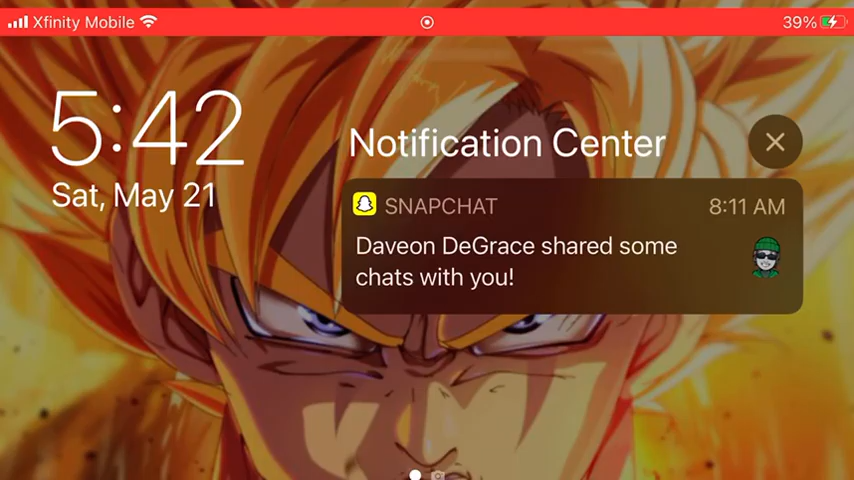 Xfinity Mobile
39%
5:42
Sat, May 21
Notification Center
SNAPCHAT
8:11 AM
Daveon DeGrace shared some
chats with you!